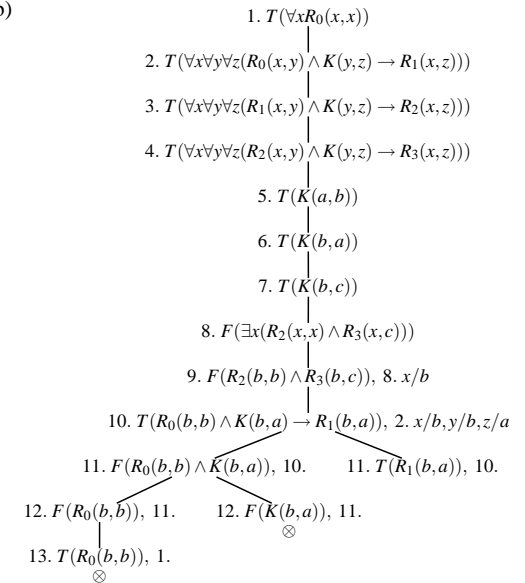 b)
1. T(∀xR₀(x,x))
2. T(∀x∀y∀z(R₀(x,y)∧K(y,z)→R₁(x,z)))
3. T(∀x∀y∀z(R₁(x,y)∧K(y,z)→R₂(x,z)))
4. T(∀x∀y∀z(R₂(x,y)∧K(y,z)→R₃(x,z)))
5. T(K(a,b))
6. T(K(b,a))
7. T(K(b,c))
8. F(∃x(R₂(x,x)∧R₃(x,c)))
9. F(R₂(b,b)∧R₃(b,c)), 8. x/b
10. T(R₀(b,b)∧K(b,a)→R₁(b,a)), 2. x/b,y/b,z/a
11. F(R₀(b,b)∧K(b,a)), 10. 11. T(R₁(b,a)), 10.
12. F(R₀(b,b)), 11. 12. F(K(b,a)), 11.
⊗
13. T(R₀(b,b)), 1.
⊗